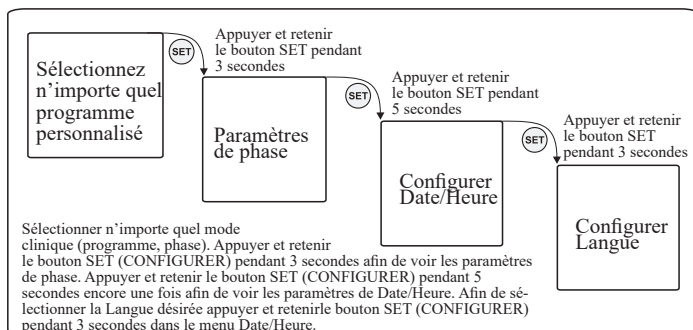 Sélectionnez
n’importe quel
programme
personnalisé
SET
Appuyer et retenir
le bouton SET pendant
3 secondes
Paramètres
de phase
SET
Appuyer et retenir
le bouton SET pendant
5 secondes
Configurer
Date/Heure
SET
Appuyer et retenir
le bouton SET
pendant 3 secondes
Configurer
Langue
Sélectionner n’importe quel mode
clinique (programme, phase). Appuyer et retenir
le bouton SET (CONFIGURER) pendant 3 secondes afin de voir les paramètres
de phase. Appuyer et retenir le bouton SET (CONFIGURER) pendant 5
secondes encore une fois afin de voir les paramètres de Date/Heure. Afin de sé-
lectionner la Langue désirée appuyer et retenirle bouton SET (CONFIGURER)
pendant 3 secondes dans le menu Date/Heure.